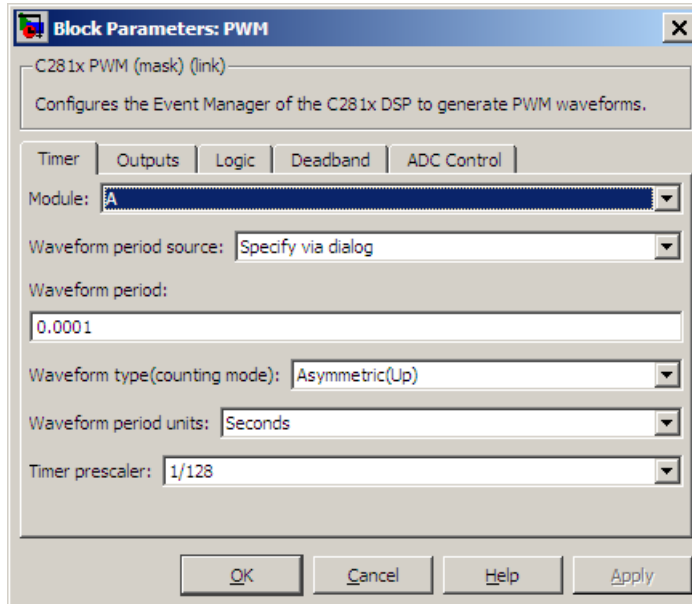 Block Parameters: PWM
C281x PWM (mask) (link)
Configures the Event Manager of the C281x DSP to generate PWM waveforms.
Timer Outputs Logic Deadband ADC Control
Module: A
Waveform period source: Specify via dialog
Waveform period:
0.0001
Waveform type(counting mode): Asymmetric(Up)
Waveform period units: Seconds
Timer prescaler: 1/128
OK Cancel Help Apply